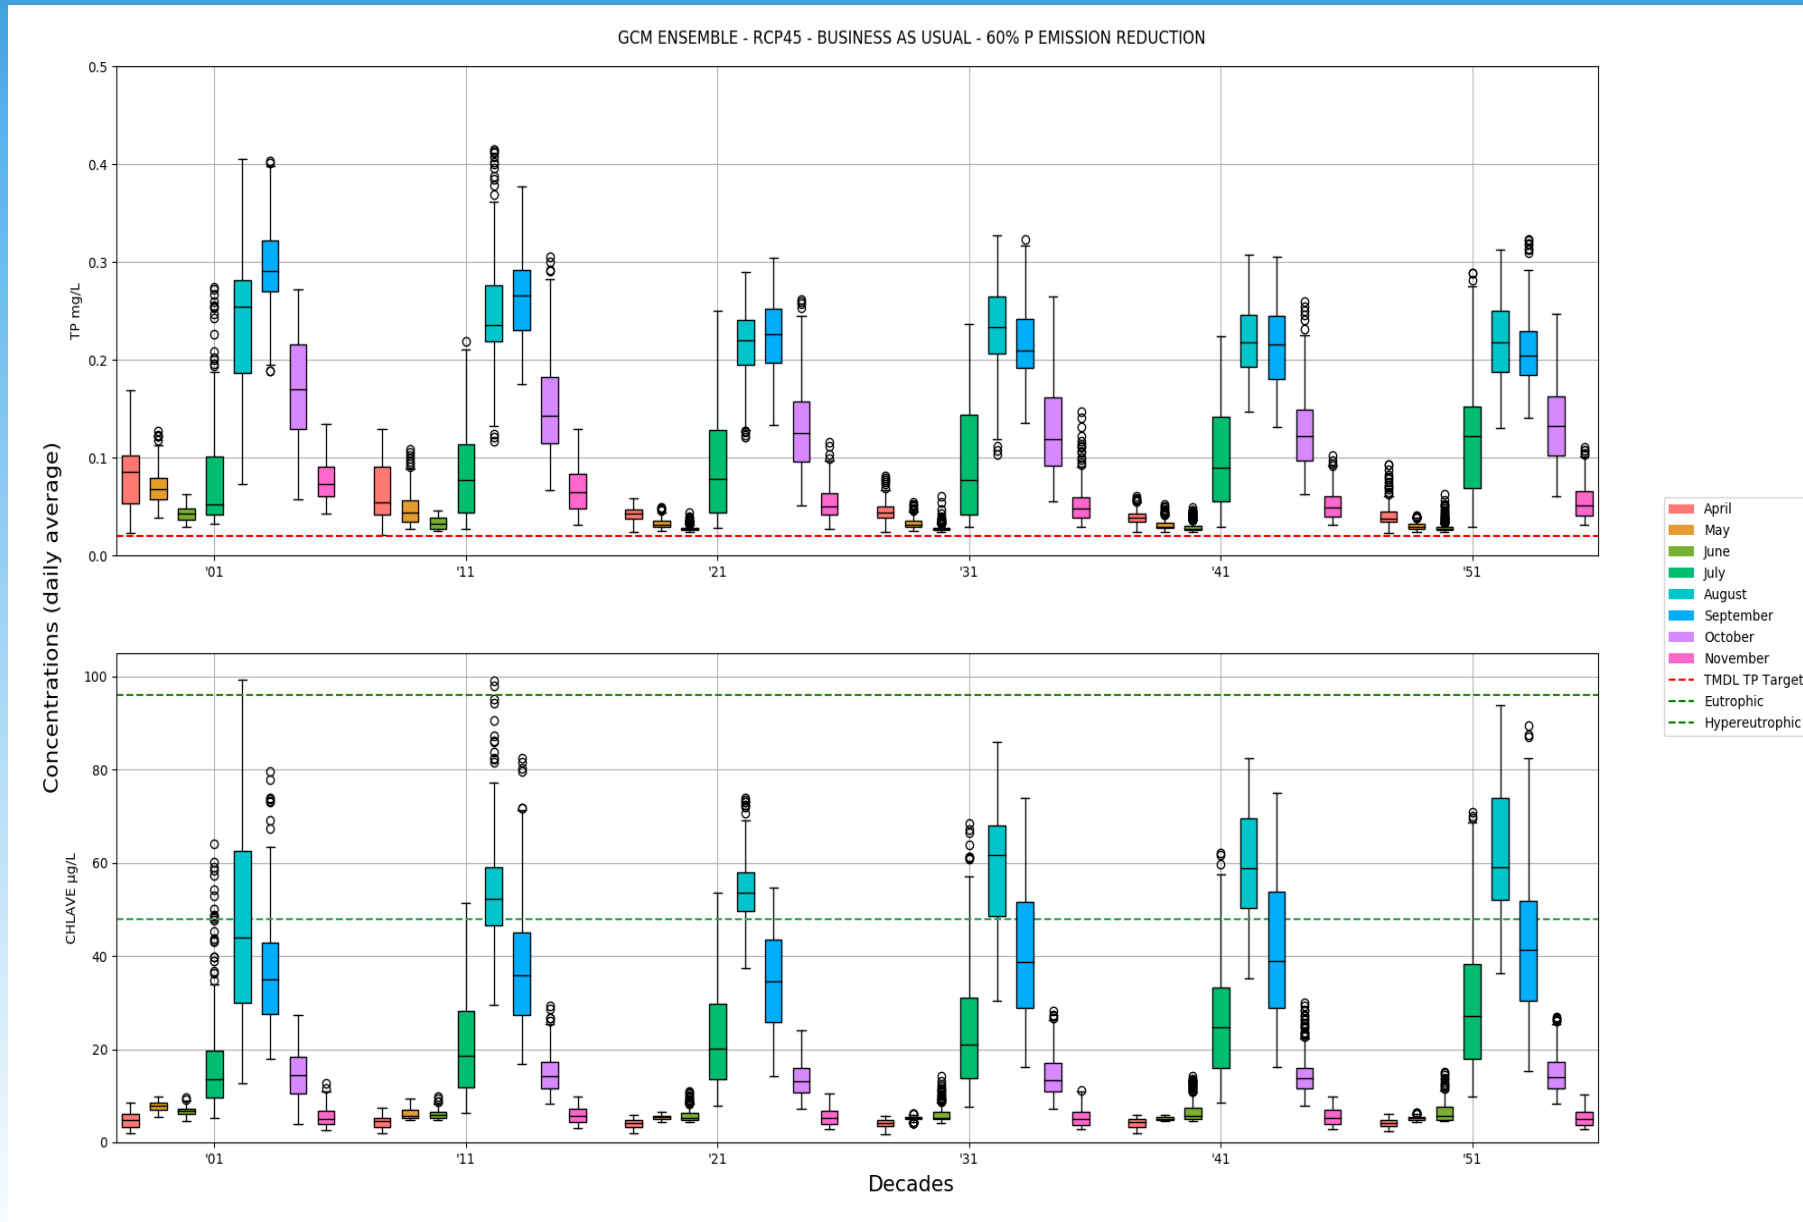 GCM ENSEMBLE - RCP45 - BUSINESS AS USUAL - 60% P EMISSION REDUCTION
Concentrations (daily average)
TP mg/L
0.5
0.4
0.3
0.2
0.1
0.0
'01 '11 '21 '31 '41 '51
CHLAVE µg/L
100
80
60
40
20
0
'01 '11 '21 '31 '41 '51
Decades
April
May
June
July
August
September
October
November
TMDL TP Target
Eutrophic
Hypereutrophic